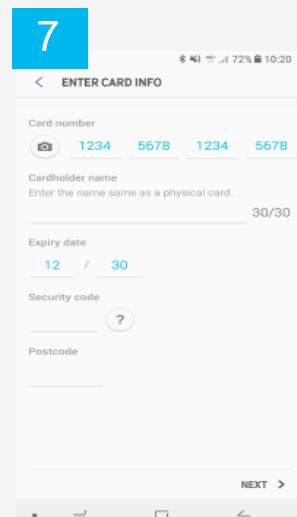 7
72% 10:20
< ENTER CARD INFO
Card number
1234 5678 1234 5678
Cardholder name
Enter the name same as a physical card.
30/30
Expiry date
12 / 30
Security code
?
Postcode
NEXT >